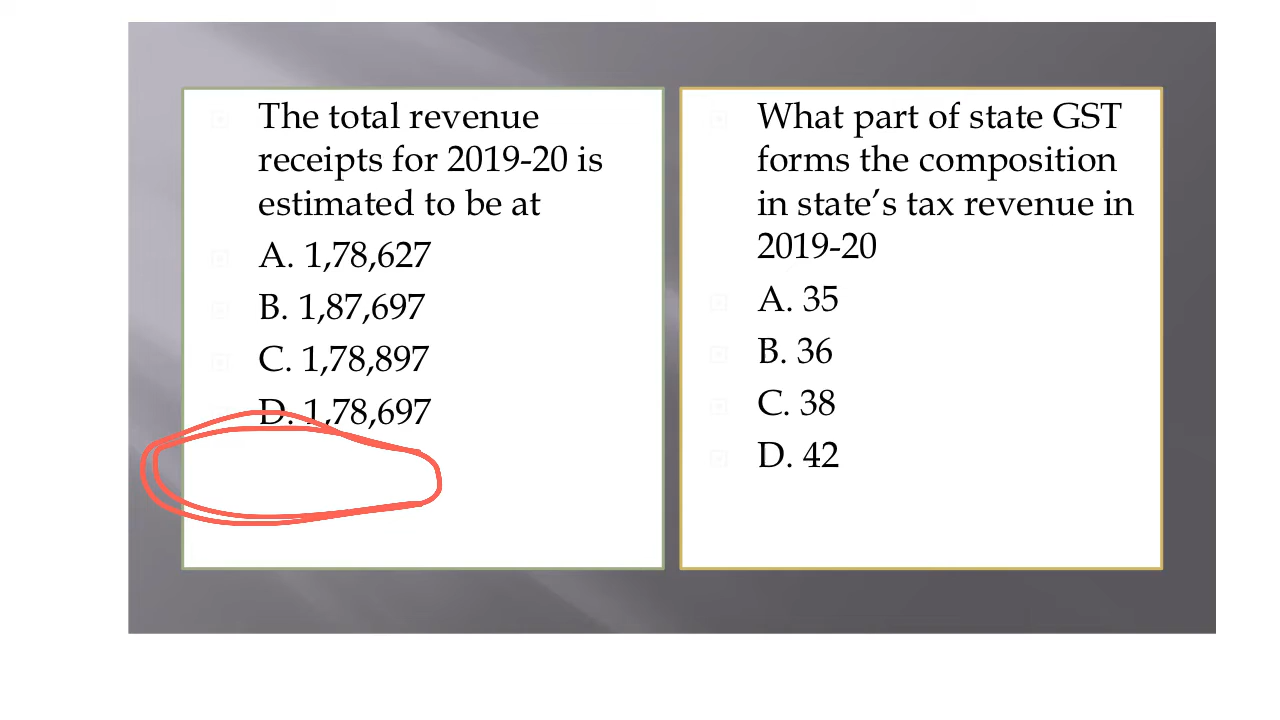 The total revenue
receipts for 2019-20 is
estimated to be at
A. 1,78,627
B. 1,87,697
C. 1,78,897
D. 1,78,697
What part of state GST
forms the composition
in state’s tax revenue in
2019-20
A. 35
B. 36
C. 38
D. 42